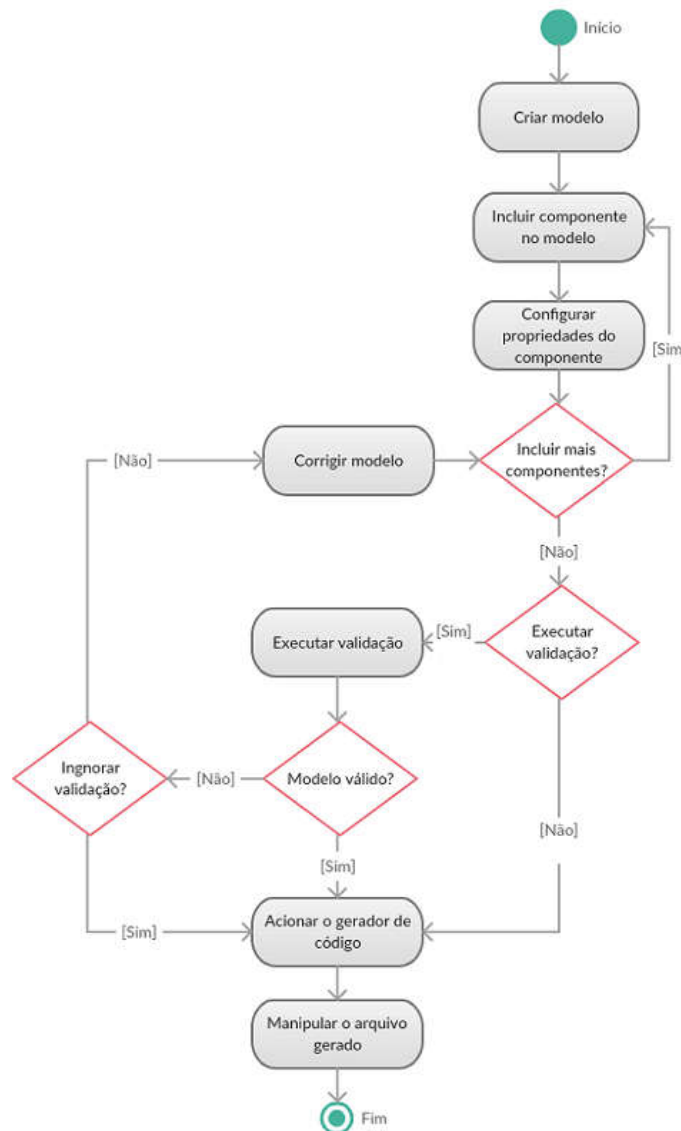 Início
Criar modelo
Incluir componente
no modelo
Configurar
propriedades do
componente
[Sim
Incluir mais
componentes?
Corrigir modelo
[Não]
[Não]
Executar
validação?
[Sim]
Executar validação
Modelo válido?
[Não]
Ingnorar
validação?
[Não]
[Sim]
[Sim]
Acionar o gerador de
código
Manipular o arquivo
gerado
Fim